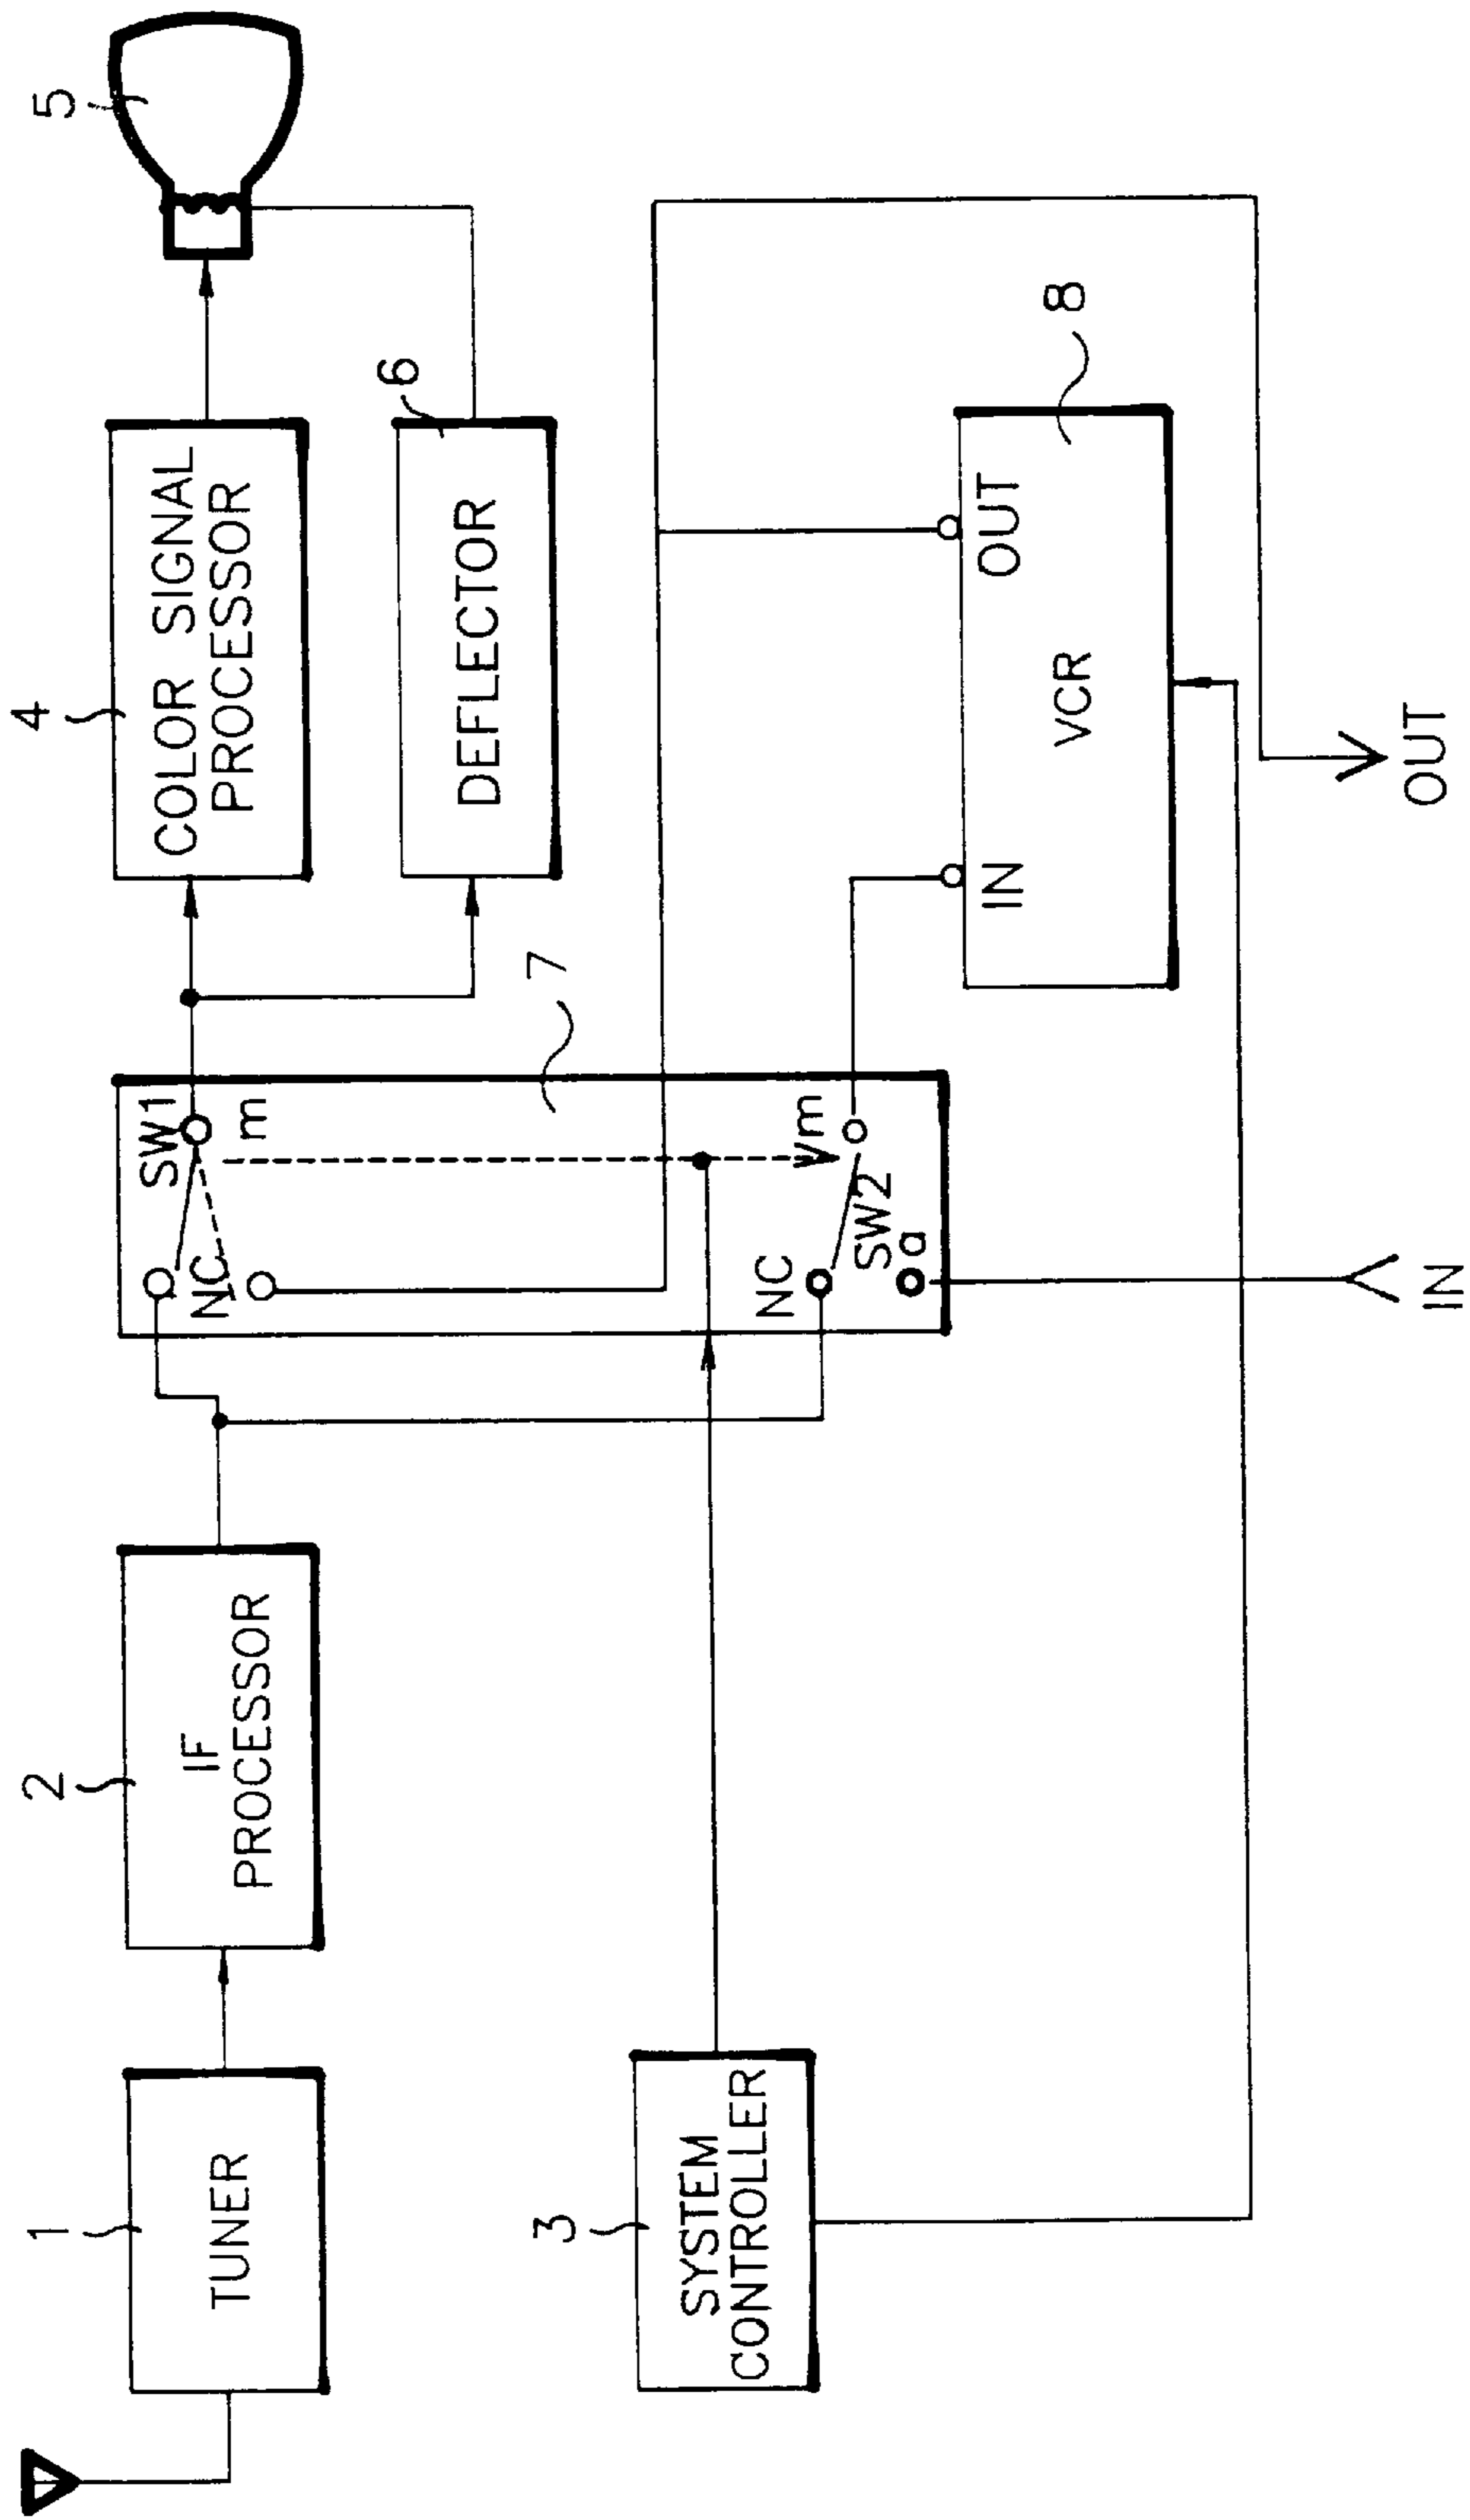 1
TUNER
2
IF
PROCESSOR
SW1
NC
m
7
NC
m
SW2
a
4
COLOR SIGNAL
PROCESSOR
5
6
DEFLECTOR
3
SYSTEM
CONTROLLER
8
IN
VCR
OUT
IN
OUT